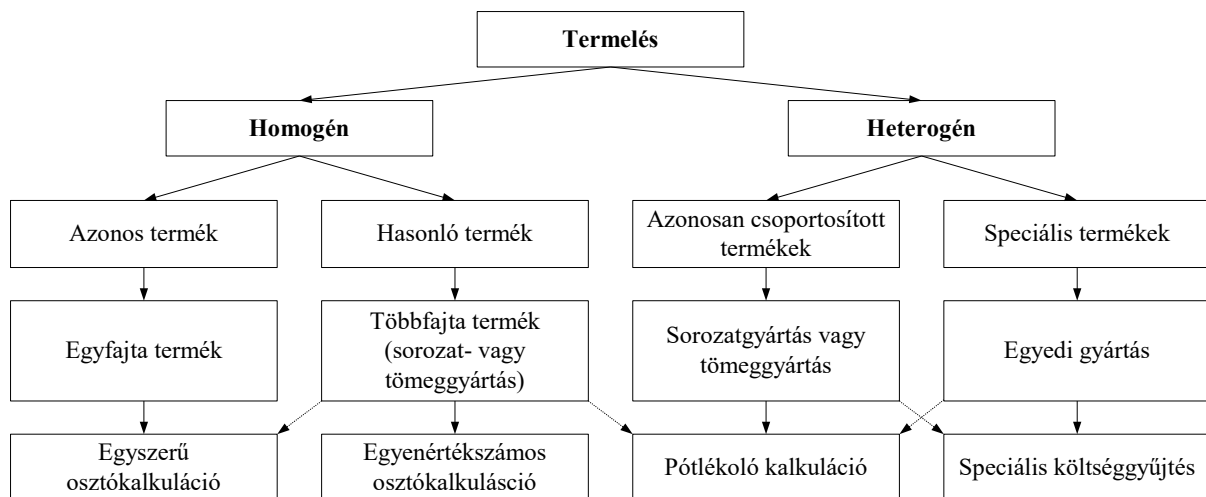 Termelés
Homogén
Heterogén
Azonos termék
Hasonló termék
Azonosan csoportosított
termékek
Speciális termékek
Egyfajta termék
Többfajta termék
(sorozat- vagy
tömeggyártás)
Sorozatgyártás vagy
tömeggyártás
Egyedi gyártás
Egyszerű
osztókalkuláció
Egyenértékszámos
osztókalkulásció
Pótlékoló kalkuláció
Speciális költséggyűjtés